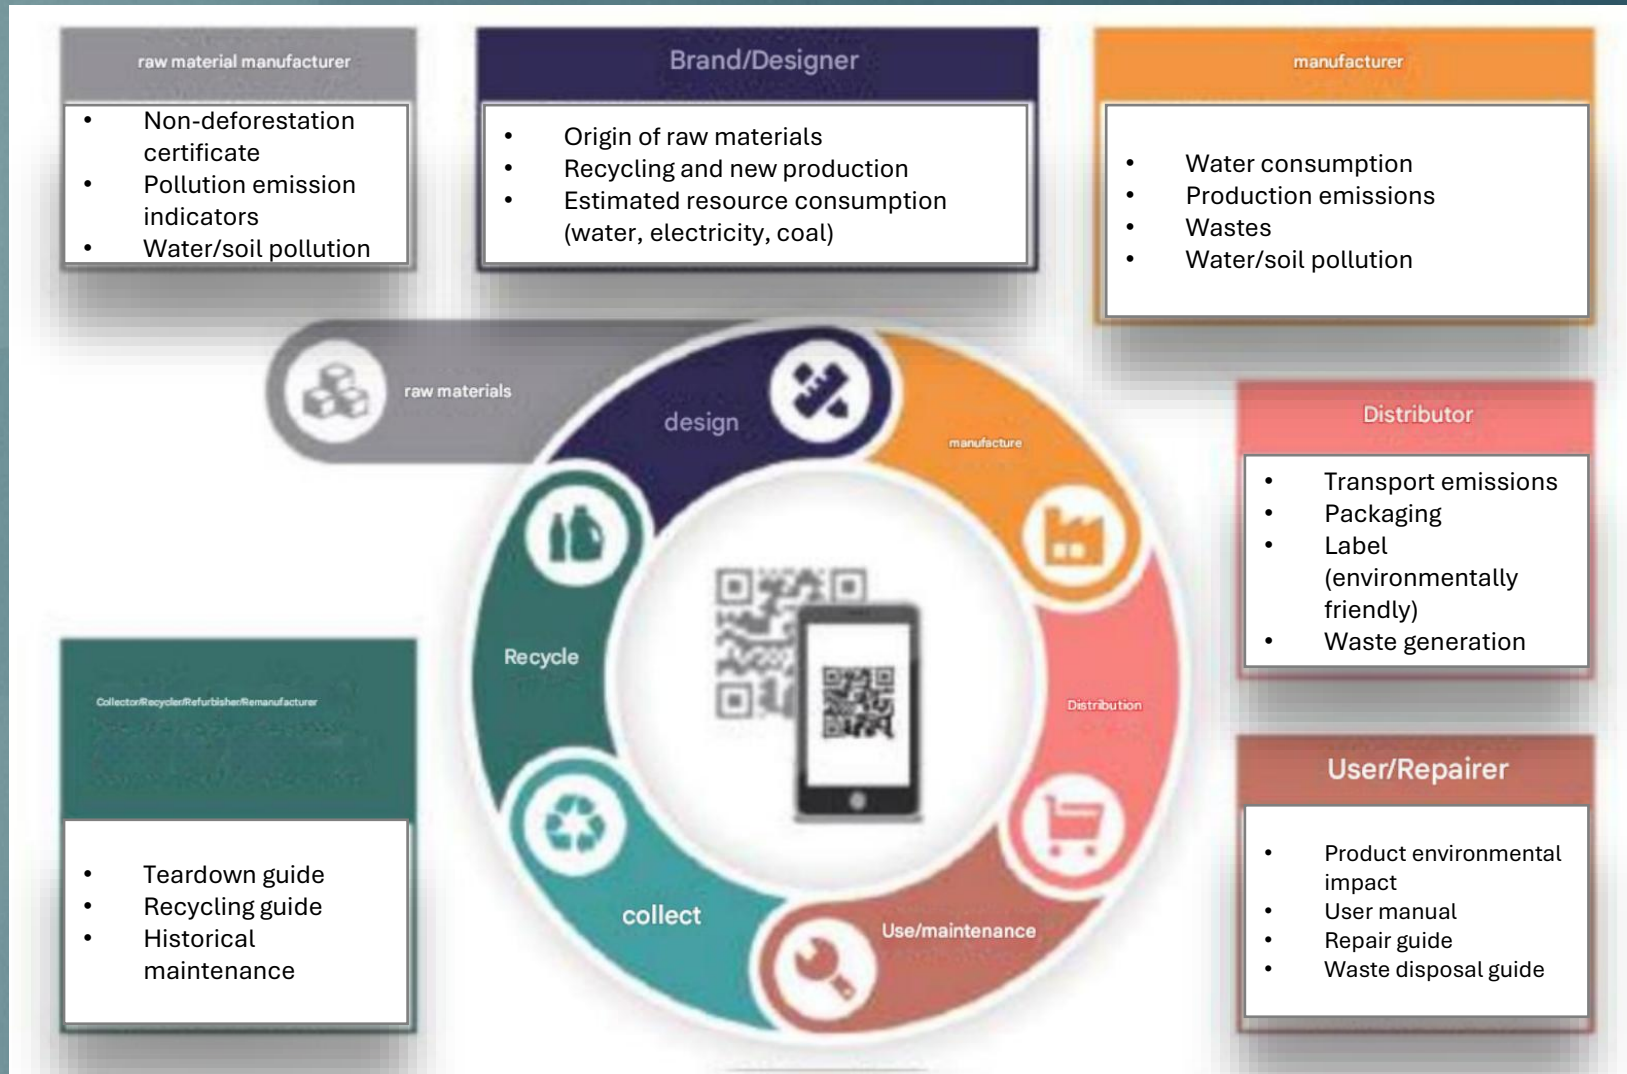 raw material manufacturer
• Non-deforestation
certificate
• Pollution emission
indicators
• Water/soil pollution
Brand/Designer
• Origin of raw materials
• Recycling and new production
• Estimated resource consumption
(water, electricity, coal)
manufacturer
• Water consumption
• Production emissions
• Wastes
• Water/soil pollution
raw materials
design
manufacture
Distribution
Use/maintenance
collect
Recycle
Distributor
• Transport emissions
• Packaging
• Label
(environmentally
friendly)
• Waste generation
Collector/Recycler/Refurbisher/Remanufacturer
• Teardown guide
• Recycling guide
• Historical
maintenance
User/Repairer
• Product environmental
impact
• User manual
• Repair guide
• Waste disposal guide